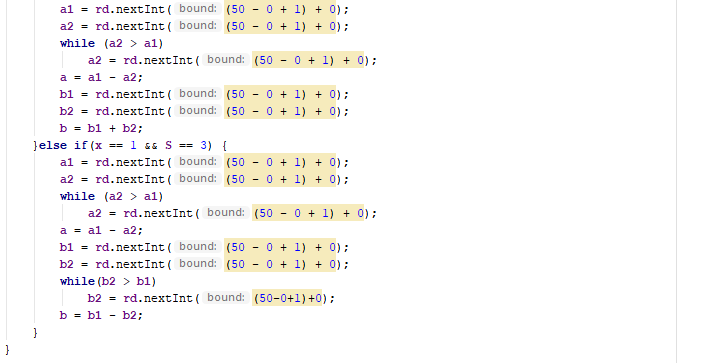 a1 = rd.nextInt( bound: (50 - 0 + 1) + 0);
a2 = rd.nextInt( bound: (50 - 0 + 1) + 0);
while (a2 > a1)
a2 = rd.nextInt( bound: (50 - 0 + 1) + 0);
a = a1 - a2;
b1 = rd.nextInt( bound: (50 - 0 + 1) + 0);
b2 = rd.nextInt( bound: (50 - 0 + 1) + 0);
b = b1 + b2;
}else if(x == 1 && S == 3) {
a1 = rd.nextInt( bound: (50 - 0 + 1) + 0);
a2 = rd.nextInt( bound: (50 - 0 + 1) + 0);
while (a2 > a1)
a2 = rd.nextInt( bound: (50 - 0 + 1) + 0);
a = a1 - a2;
b1 = rd.nextInt( bound: (50 - 0 + 1) + 0);
b2 = rd.nextInt( bound: (50 - 0 + 1) + 0);
while(b2 > b1)
b2 = rd.nextInt( bound: (50-0+1)+0);
b = b1 - b2;
}
}